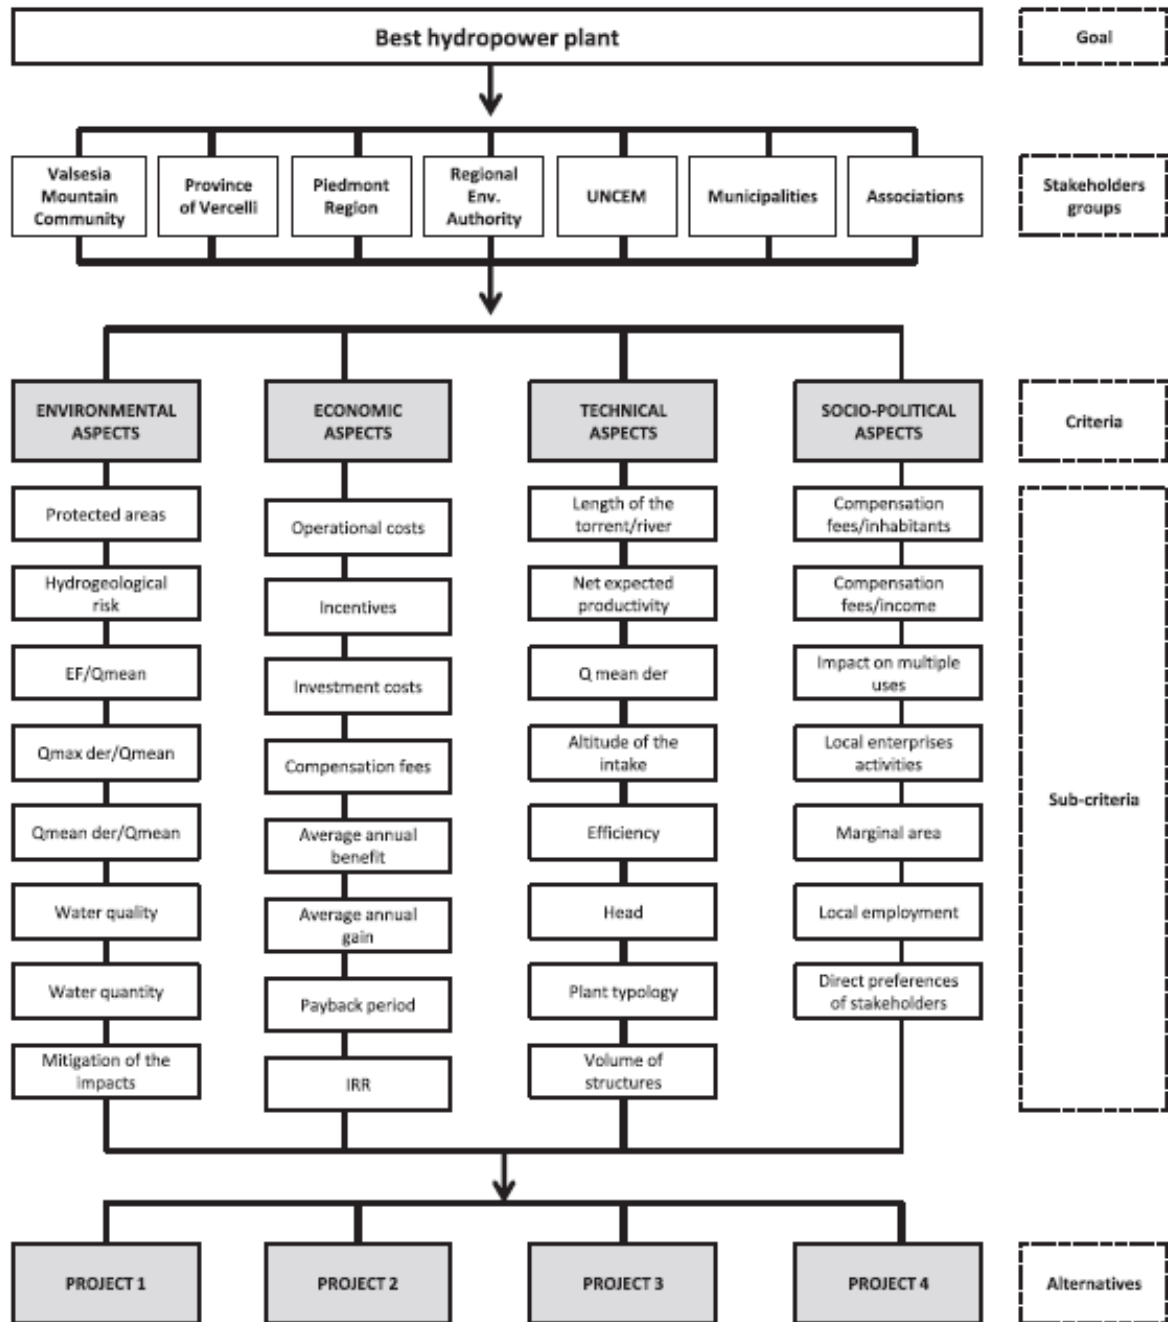 Best hydropower plant
Goal
Valsesia
Mountain
Community
Province
of Vercelli
Piedmont
Region
Regional
Env.
Authority
UNCEM
Municipalities
Associations
Stakeholders
groups
ENVIRONMENTAL
ASPECTS
ECONOMIC
ASPECTS
TECHNICAL
ASPECTS
SOCIO-POLITICAL
ASPECTS
Criteria
Protected areas
Hydrogeological
risk
EF/Qmean
Qmax der/Qmean
Qmean der/Qmean
Water quality
Water quantity
Mitigation of the
impacts
Operational costs
Incentives
Investment costs
Compensation fees
Average annual
benefit
Average annual
gain
Payback period
IRR
Length of the
torrent/river
Net expected
productivity
Q mean der
Altitude of the
intake
Efficiency
Head
Plant typology
Volume of
structures
Compensation
fees/inhabitants
Compensation
fees/income
Impact on multiple
uses
Local enterprises
activities
Marginal area
Local employment
Direct preferences
of stakeholders
Sub-criteria
PROJECT 1
PROJECT 2
PROJECT 3
PROJECT 4
Alternatives